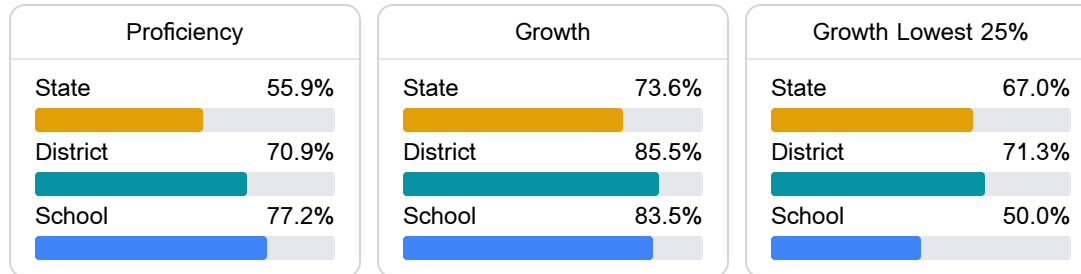 Proficiency
State 55.9%
District 70.9%
School 77.2%
Growth
State 73.6%
District 85.5%
School 83.5%
Growth Lowest 25%
State 67.0%
District 71.3%
School 50.0%